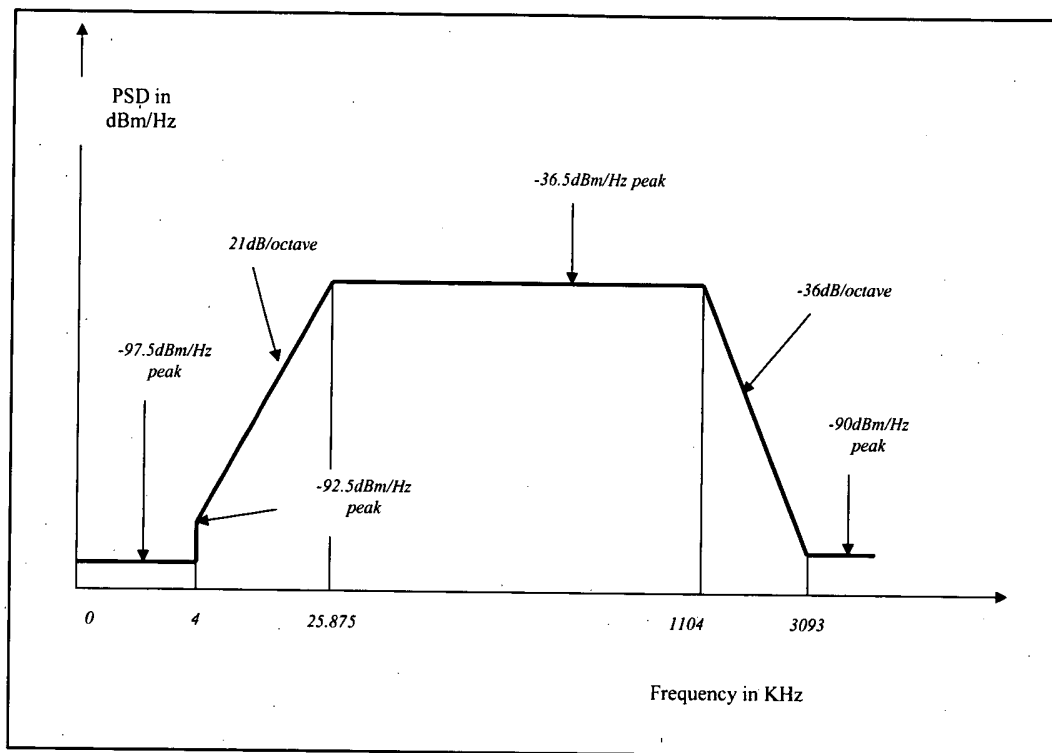 PSD in
dBm/Hz
-36.5dBm/Hz peak
21dB/octave
-36dB/octave
-97.5dBm/Hz
peak
-90dBm/Hz
peak
-92.5dBm/Hz
peak
0
4
25.875
1104
3093
Frequency in KHz